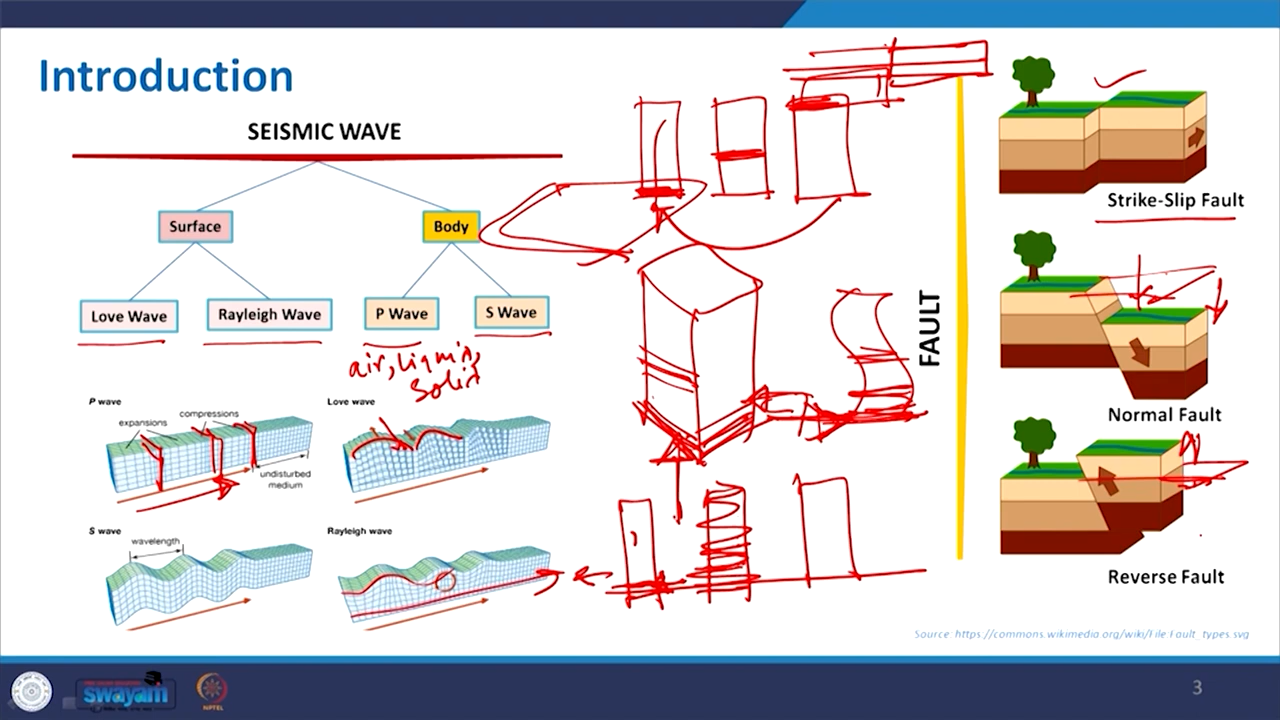 Introduction
SEISMIC WAVE
Surface
Body
Love Wave
Rayleigh Wave
P Wave
S Wave
air, liquid,
solid
P wave
expansions
compressions
undisturbed
medium
Love wave
S wave
wavelength
Rayleigh wave
FAULT
Strike-Slip Fault
Normal Fault
Reverse Fault
Source: https://commons.wikimedia.org/wiki/File:Fault_types.svg
swayam
NPTEL
3